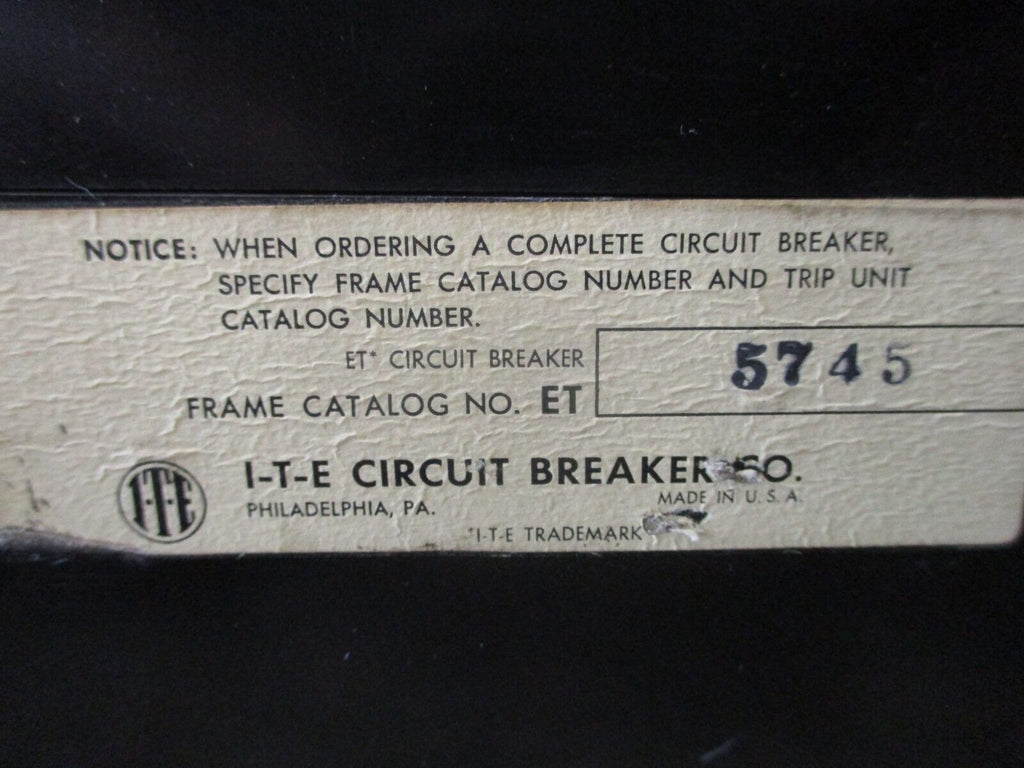 NOTICE: WHEN ORDERING A COMPLETE CIRCUIT BREAKER,
SPECIFY FRAME CATALOG NUMBER AND TRIP UNIT
CATALOG NUMBER.
ET* CIRCUIT BREAKER
FRAME CATALOG NO. ET 5745
I-T-E
I-T-E CIRCUIT BREAKER CO.
PHILADELPHIA, PA. MADE IN U.S.A.
*I-T-E TRADEMARK